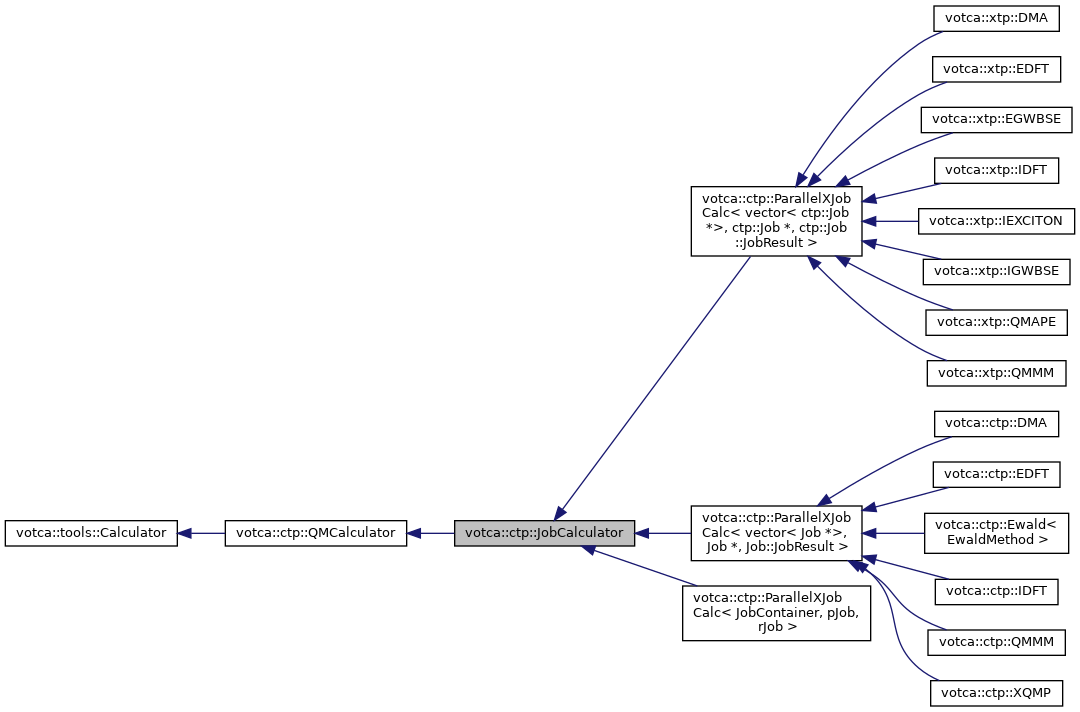 votca::xtp::DMA
votca::xtp::EDFT
votca::xtp::EGWBSE
votca::xtp::IDFT
votca::ctp::ParallelXJob
Calc< vector< ctp::Job
*>, ctp::Job *, ctp::Job
::JobResult >
votca::xtp::IEXCITON
votca::xtp::IGWBSE
votca::xtp::QMAPE
votca::xtp::QMMM
votca::ctp::DMA
votca::ctp::EDFT
votca::tools::Calculator
votca::ctp::QMCalculator
votca::ctp::JobCalculator
votca::ctp::ParallelXJob
Calc< vector< Job *>,
Job *, Job::JobResult >
votca::ctp::Ewald<
EwaldMethod >
votca::ctp::IDFT
votca::ctp::ParallelXJob
Calc< JobContainer, pJob,
rJob >
votca::ctp::QMMM
votca::ctp::XQMP